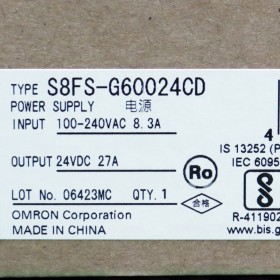 TYPE S8FS-G60024CD
POWER SUPPLY 电源
INPUT 100-240VAC 8.3A
OUTPUT 24VDC 27A
Ro
LOT No. 06423MC QTY. 1
合格
OMRON Corporation
MADE IN CHINA
4
IS 13252 (P
IEC 6095
R-411902
www.bis.g